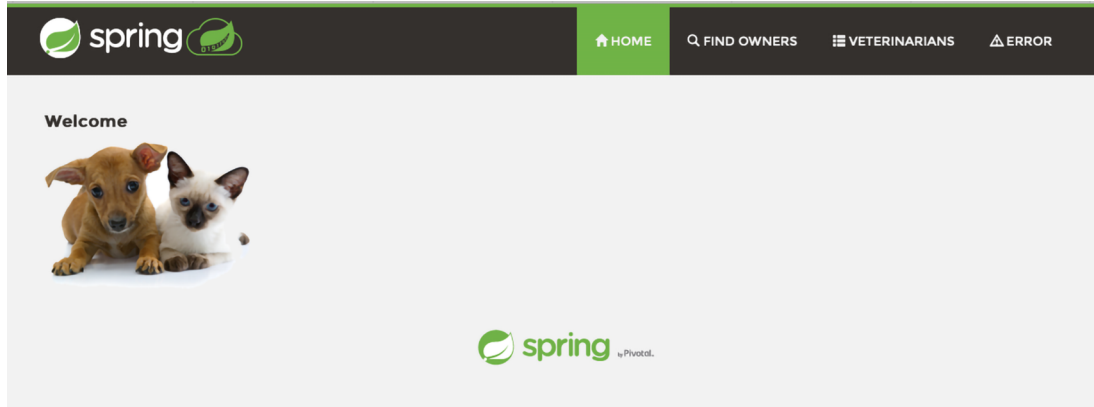 spring
HOME
FIND OWNERS
VETERINARIANS
ERROR
Welcome
spring by Pivotal.